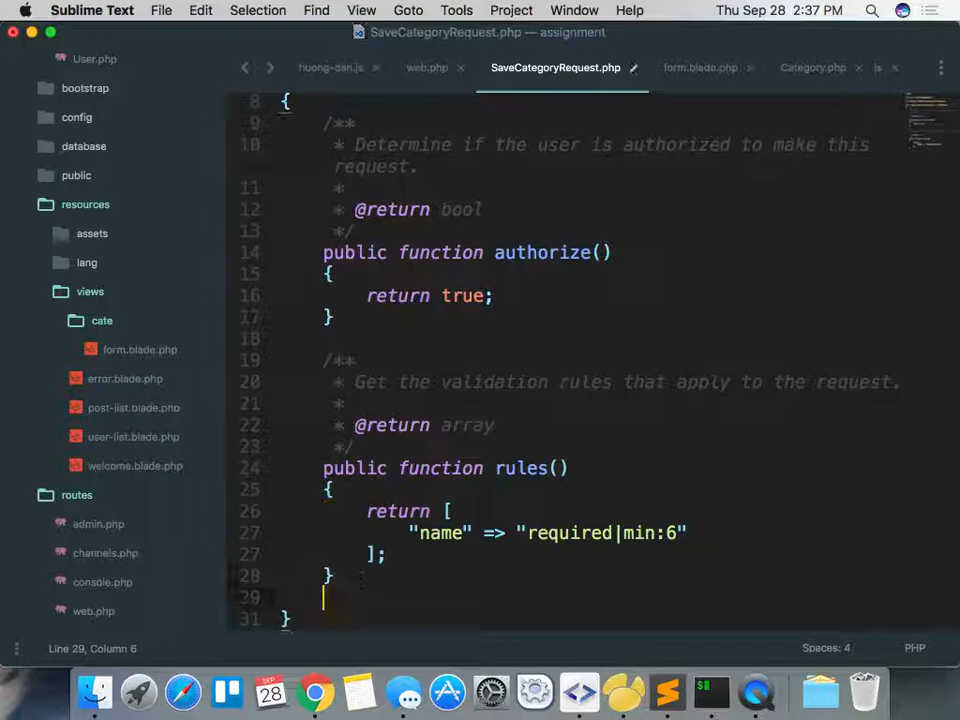 Sublime Text File Edit Selection Find View Goto Tools Project Window Help Thu Sep 28 2:37 PM
SaveCategoryRequest.php — assignment
User.php
huong-dan.js × web.php × SaveCategoryRequest.php form.blade.php × Category.php × is ×
bootstrap
config
database
public
resources
assets
lang
views
cate
form.blade.php
error.blade.php
post-list.blade.php
user-list.blade.php
welcome.blade.php
routes
admin.php
channels.php
console.php
web.php
8 {
9 /**
10 * Determine if the user is authorized to make this
request.
11 *
12 * @return bool
13 */
14 public function authorize()
15 {
16 return true;
17 }
18
19 /**
20 * Get the validation rules that apply to the request.
21 *
22 * @return array
23 */
24 public function rules()
25 {
26 return [
27 "name" => "required|min:6"
27 ];
28 }
29
31 }
Line 29, Column 6 Spaces: 4 PHP
28